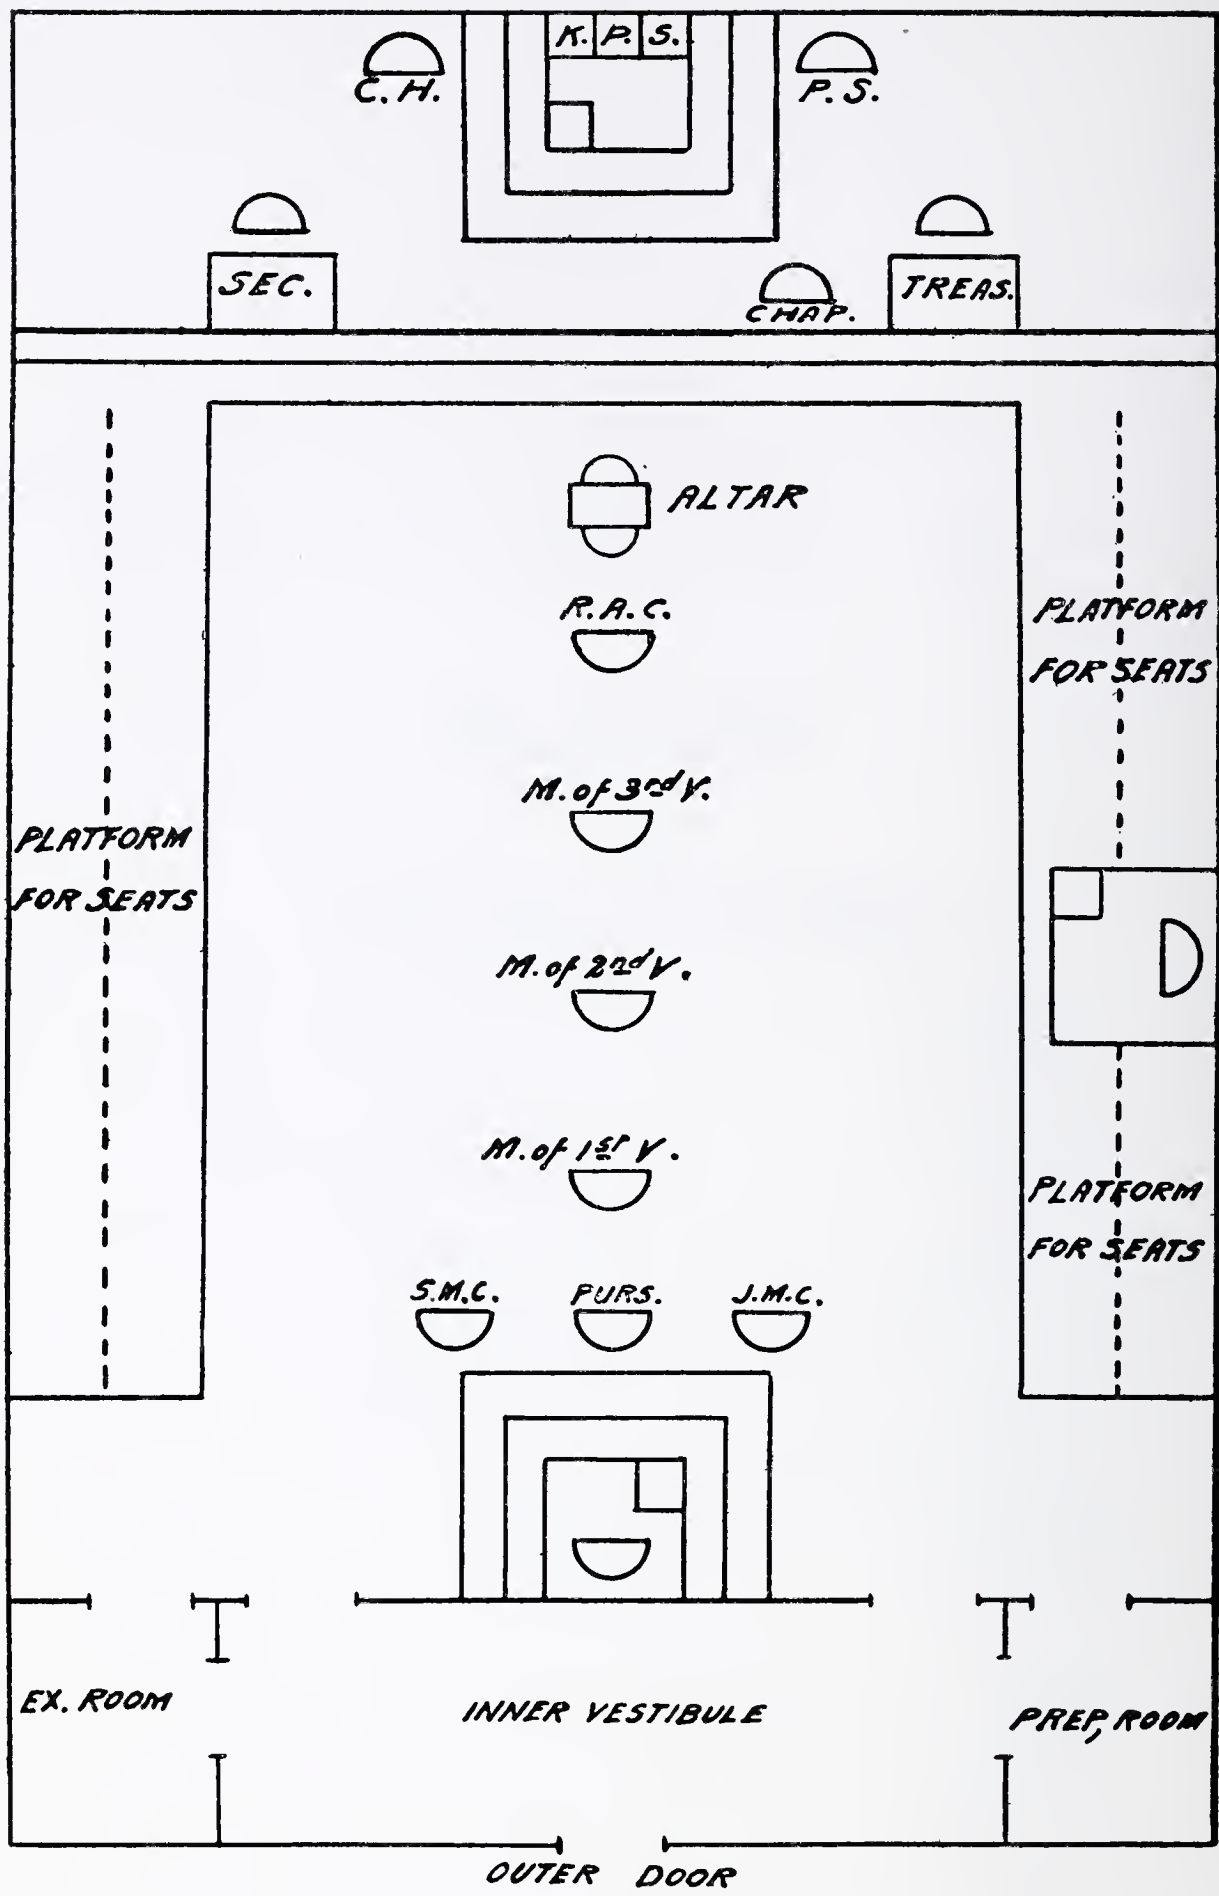 K. P. S.
C. H. P. S.
SEC. CHAP. TREAS.
ALTAR
R. A. C.
PLATFORM
FOR SEATS
M. of 3rd V.
PLATFORM
FOR SEATS
M. of 2nd V.
M. of 1st V.
PLATFORM
FOR SEATS
S.M.C. PURS. J.M.C.
EX. ROOM INNER VESTIBULE PREP, ROOM
OUTER DOOR